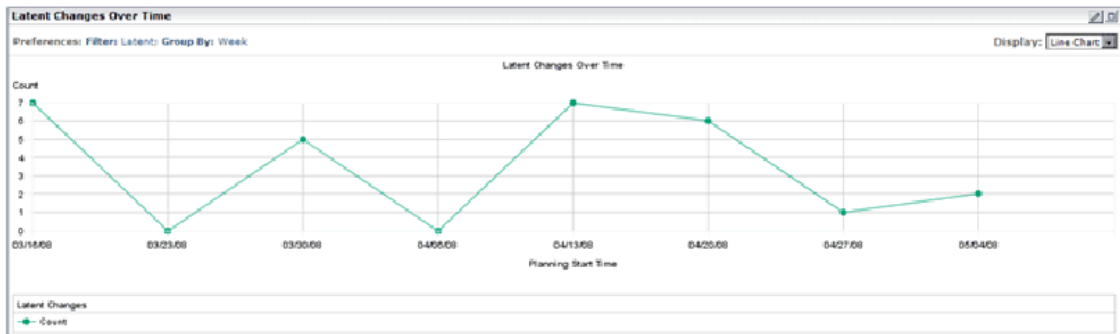 Latent Changes Over Time
Preferences: Filter: Latent; Group By: Week
Display: Line Chart
Latent Changes Over Time
Count
7
6
5
4
3
2
1
0
03/16/08 03/23/08 03/30/08 04/06/08 04/13/08 04/20/08 04/27/08 05/04/08
Planning Start Time
Latent Changes
Count